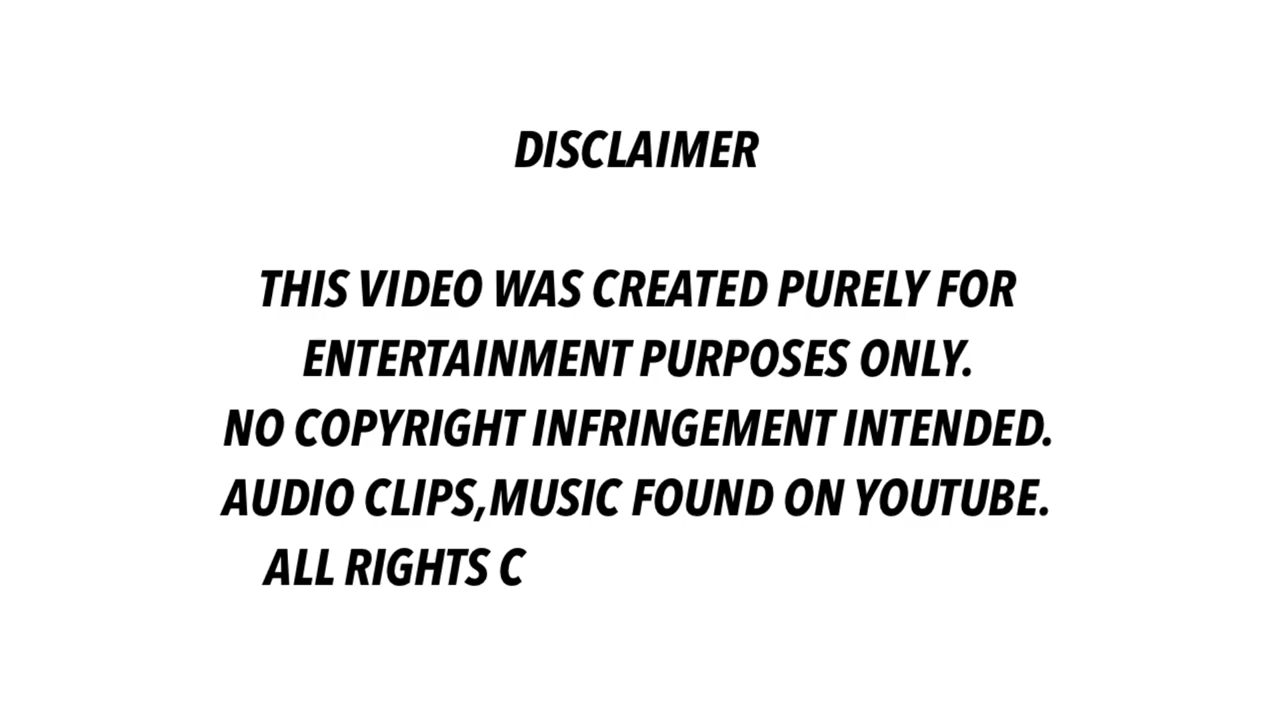 DISCLAIMER
THIS VIDEO WAS CREATED PURELY FOR
ENTERTAINMENT PURPOSES ONLY.
NO COPYRIGHT INFRINGEMENT INTENDED.
AUDIO CLIPS,MUSIC FOUND ON YOUTUBE.
ALL RIGHTS C